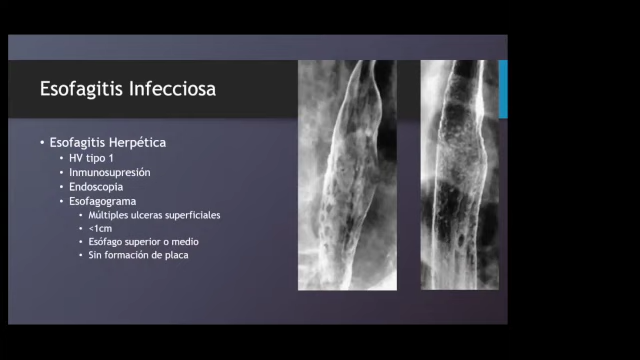 Esofagitis Infecciosa
• Esofagitis Herpética
• HV tipo 1
• Inmunosupresión
• Endoscopia
• Esofagograma
• Múltiples ulceras superficiales
• <1cm
• Esófago superior o medio
• Sin formación de placa